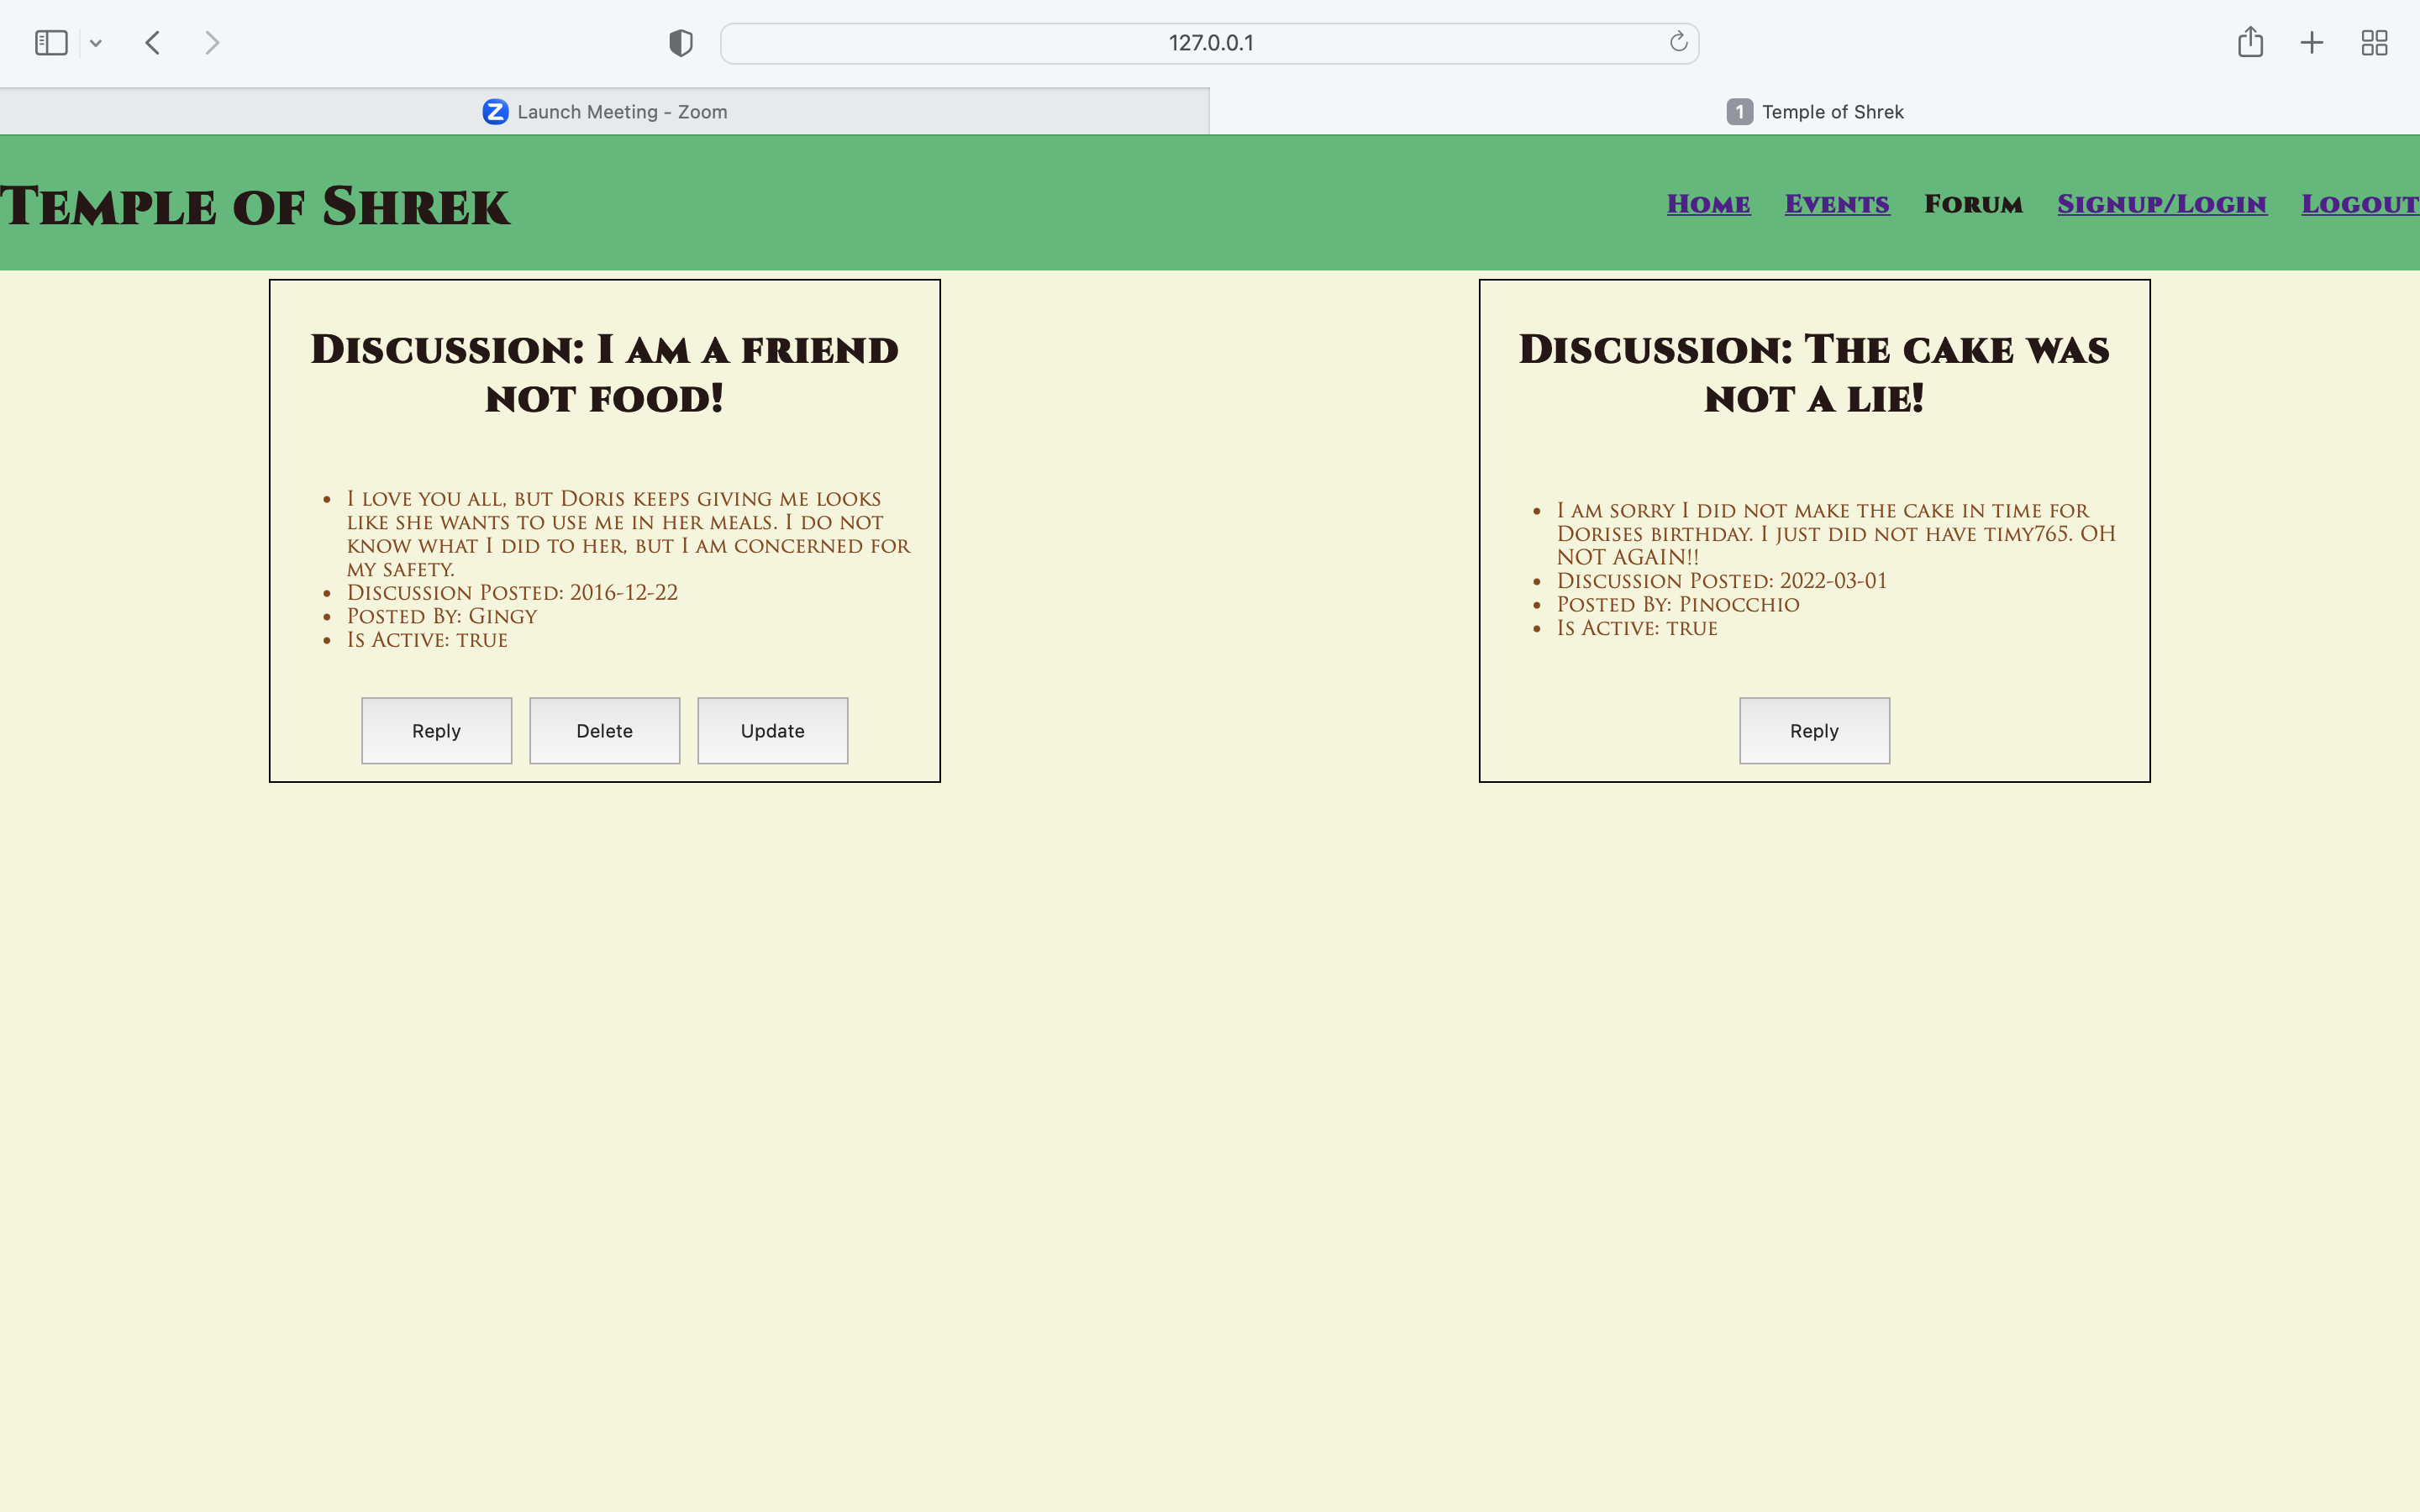 127.0.0.1
Launch Meeting - Zoom
1 Temple of Shrek
Temple of Shrek
Home Events Forum Signup/Login Logout
Discussion: I am a friend
not food!
I love you all, but Doris keeps giving me looks
like she wants to use me in her meals. I do not
know what I did to her, but I am concerned for
my safety.
Discussion Posted: 2016-12-22
Posted By: Gingy
Is Active: true
Reply Delete Update
Discussion: The cake was
not a lie!
I am sorry I did not make the cake in time for
Dorises birthday. I just did not have timy765. OH
NOT AGAIN!!
Discussion Posted: 2022-03-01
Posted By: Pinocchio
Is Active: true
Reply